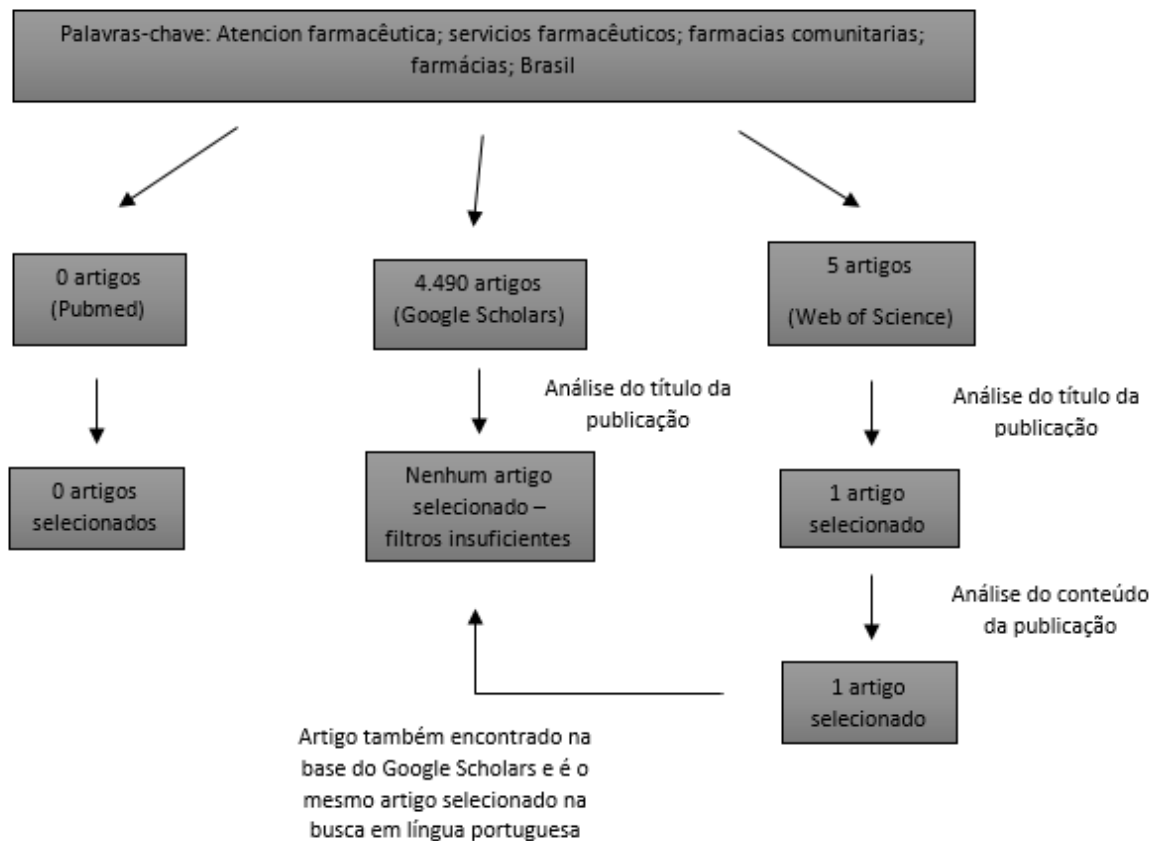 Palavras-chave: Atencion farmacêutica; servicios farmacêuticos; farmacias comunitarias;
farmácias; Brasil
0 artigos
(Pubmed)
4.490 artigos
(Google Scholars)
5 artigos
(Web of Science)
Análise do título da
publicação
Análise do título da
publicação
0 artigos
selecionados
Nenhum artigo
selecionado –
filtros insuficientes
1 artigo
selecionado
Análise do conteúdo
da publicação
1 artigo
selecionado
Artigo também encontrado na
base do Google Scholars e é o
mesmo artigo selecionado na
busca em língua portuguesa